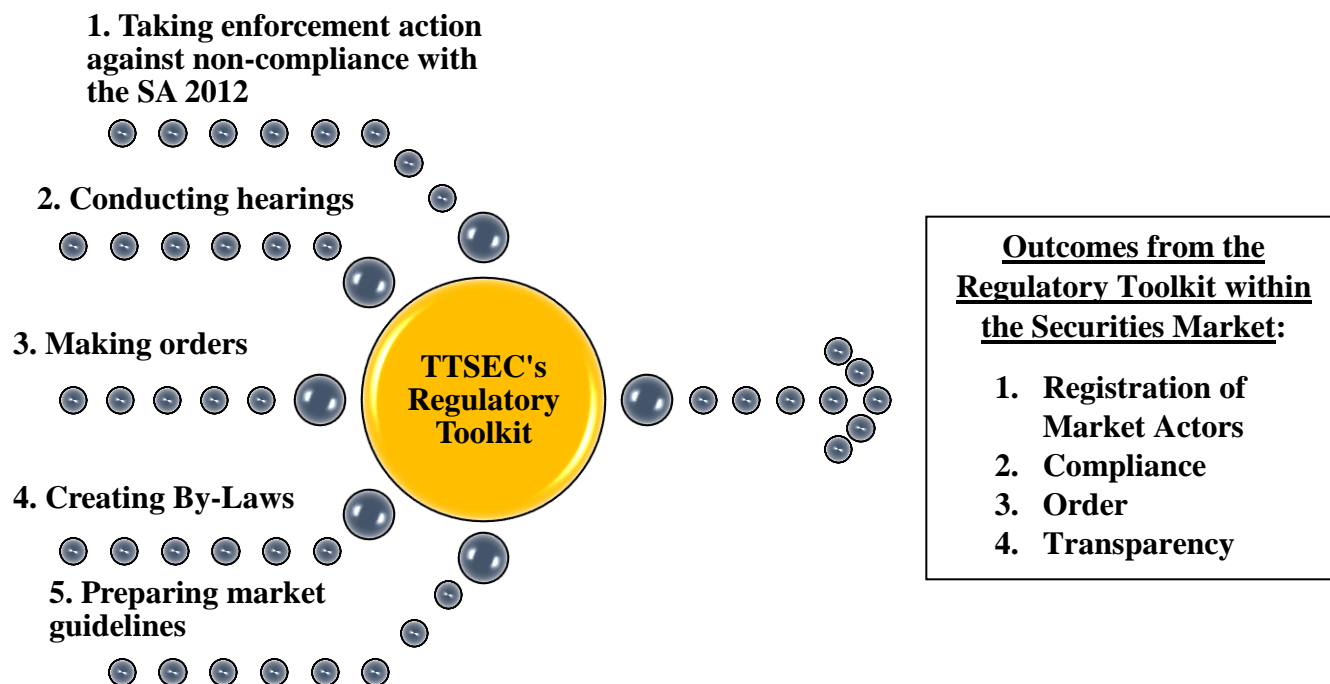 1. Taking enforcement action
against non-compliance with
the SA 2012
2. Conducting hearings
3. Making orders
4. Creating By-Laws
5. Preparing market
guidelines
TTSEC's
Regulatory
Toolkit
Outcomes from the
Regulatory Toolkit within
the Securities Market:
1. Registration of
Market Actors
2. Compliance
3. Order
4. Transparency